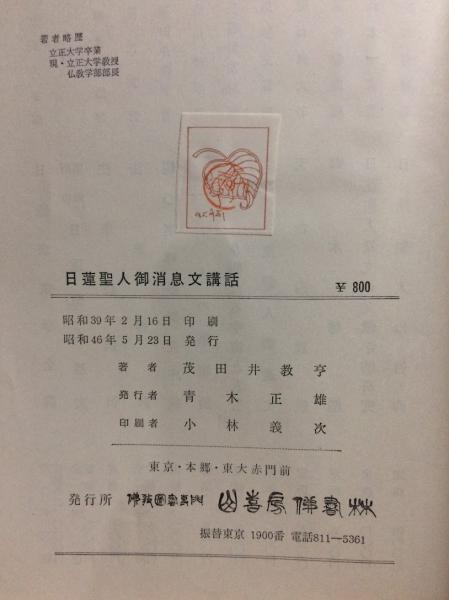 著者略歴
立正大学卒業
現・立正大学教授
仏教学部部長
日蓮聖人御消息文講話 ¥ 800
昭和39年2月16日 印刷
昭和46年5月23日 発行
著者 茂田井教亨
発行者 青木正雄
印刷者 小林義次
東京・本郷・東大赤門前
発行所 佛教圖書専門 山喜房佛書林
振替東京 1900番 電話811―5361